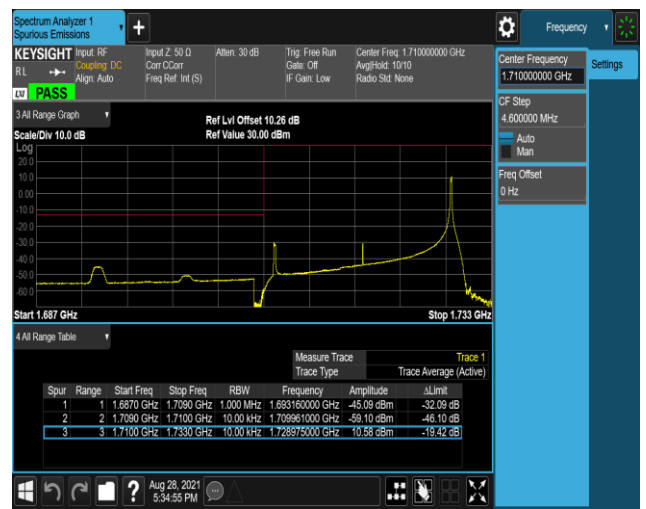 Spectrum Analyzer 1
Spurious Emissions
Frequency
KEYSIGHT Input: RF Input Z: 50 Ω Atten: 30 dB Trig: Free Run Center Freq: 1.710000000 GHz
RL Coupling: DC Corr CCorr Gate: Off Avg|Hold: 10/10
Align: Auto Freq Ref: Int (S) IF Gain: Low Radio Std: None
LXI PASS
Center Frequency
1.710000000 GHz
Settings
CF Step
4.600000 MHz
Auto
Man
Freq Offset
0 Hz
3 All Range Graph
Ref Lvl Offset 10.26 dB
Scale/Div 10.0 dB Ref Value 30.00 dBm
Log
20.0
10.0
0.00
-10.0
-20.0
-30.0
-40.0
-50.0
-60.0
Start 1.687 GHz Stop 1.733 GHz
4 All Range Table
Measure Trace Trace 1
Trace Type Trace Average (Active)
Spur Range Start Freq Stop Freq RBW Frequency Amplitude ΔLimit
1 1 1.6870 GHz 1.7090 GHz 1.000 MHz 1.693160000 GHz -45.09 dBm -32.09 dB
2 2 1.7090 GHz 1.7100 GHz 10.00 kHz 1.709961000 GHz -59.10 dBm -46.10 dB
3 3 1.7100 GHz 1.7330 GHz 10.00 kHz 1.728975000 GHz 10.58 dBm -19.42 dB
? Aug 28, 2021
5:34:55 PM